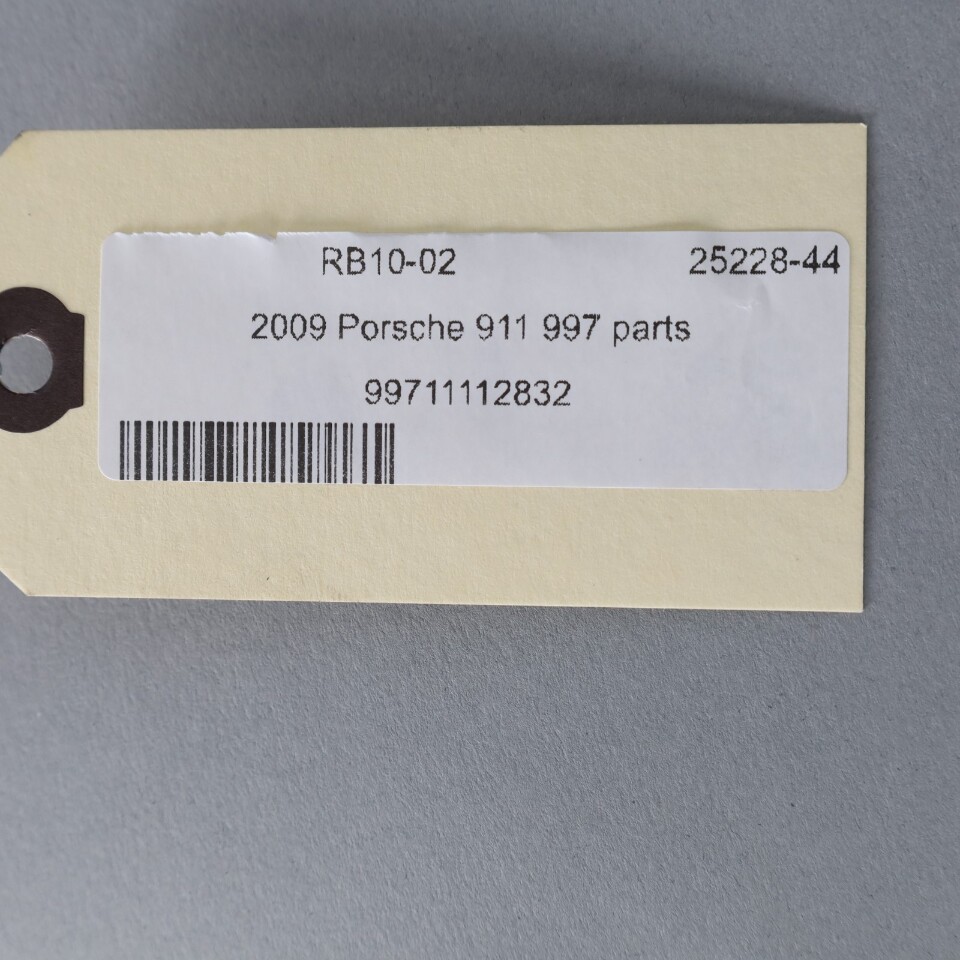 RB10-02 25228-44
2009 Porsche 911 997 parts
99711112832